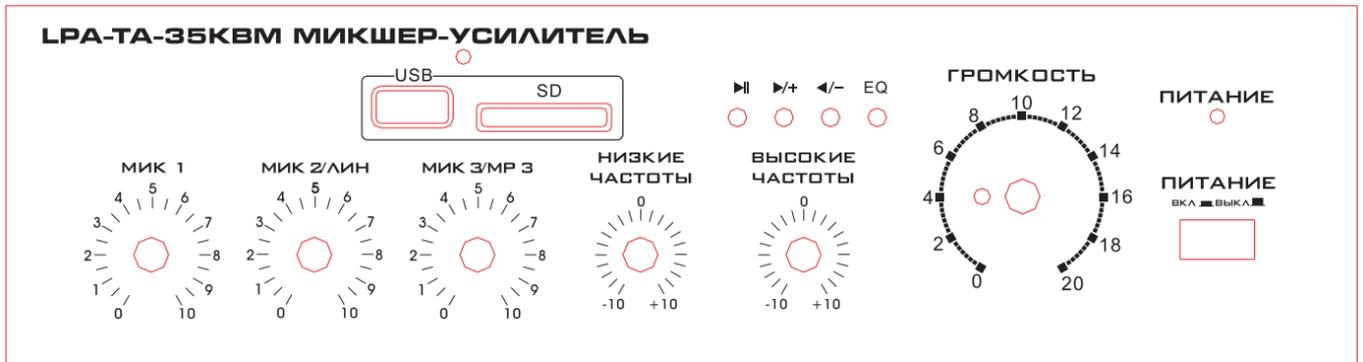 LPA-TA-35КВМ МИКШЕР-УСИЛИТЕЛЬ
USB
SD
EQ
ГРОМКОСТЬ
ПИТАНИЕ
МИК 1
МИК 2/ЛИН
МИК 3/МР 3
НИЗКИЕ
ЧАСТОТЫ
ВЫСОКИЕ
ЧАСТОТЫ
ПИТАНИЕ
ВКЛ ВЫКЛ
0 1 2 3 4 5 6 7 8 9 10
0 1 2 3 4 5 6 7 8 9 10
0 1 2 3 4 5 6 7 8 9 10
-10 0 +10
-10 0 +10
0 2 4 6 8 10 12 14 16 18 20